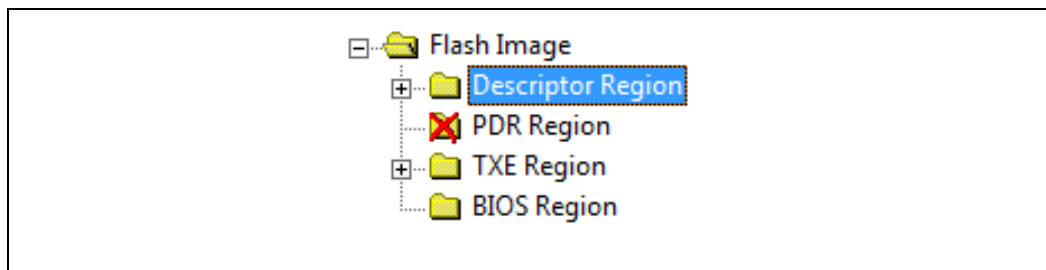 Flash Image
Descriptor Region
PDR Region
TXE Region
BIOS Region